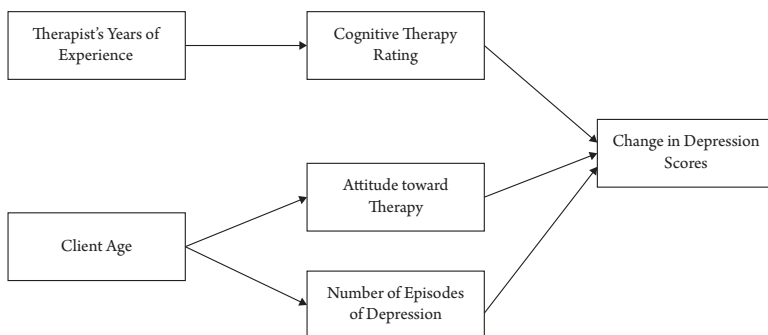 Therapist’s Years of
Experience
Cognitive Therapy
Rating
Change in Depression
Scores
Attitude toward
Therapy
Client Age
Number of Episodes
of Depression